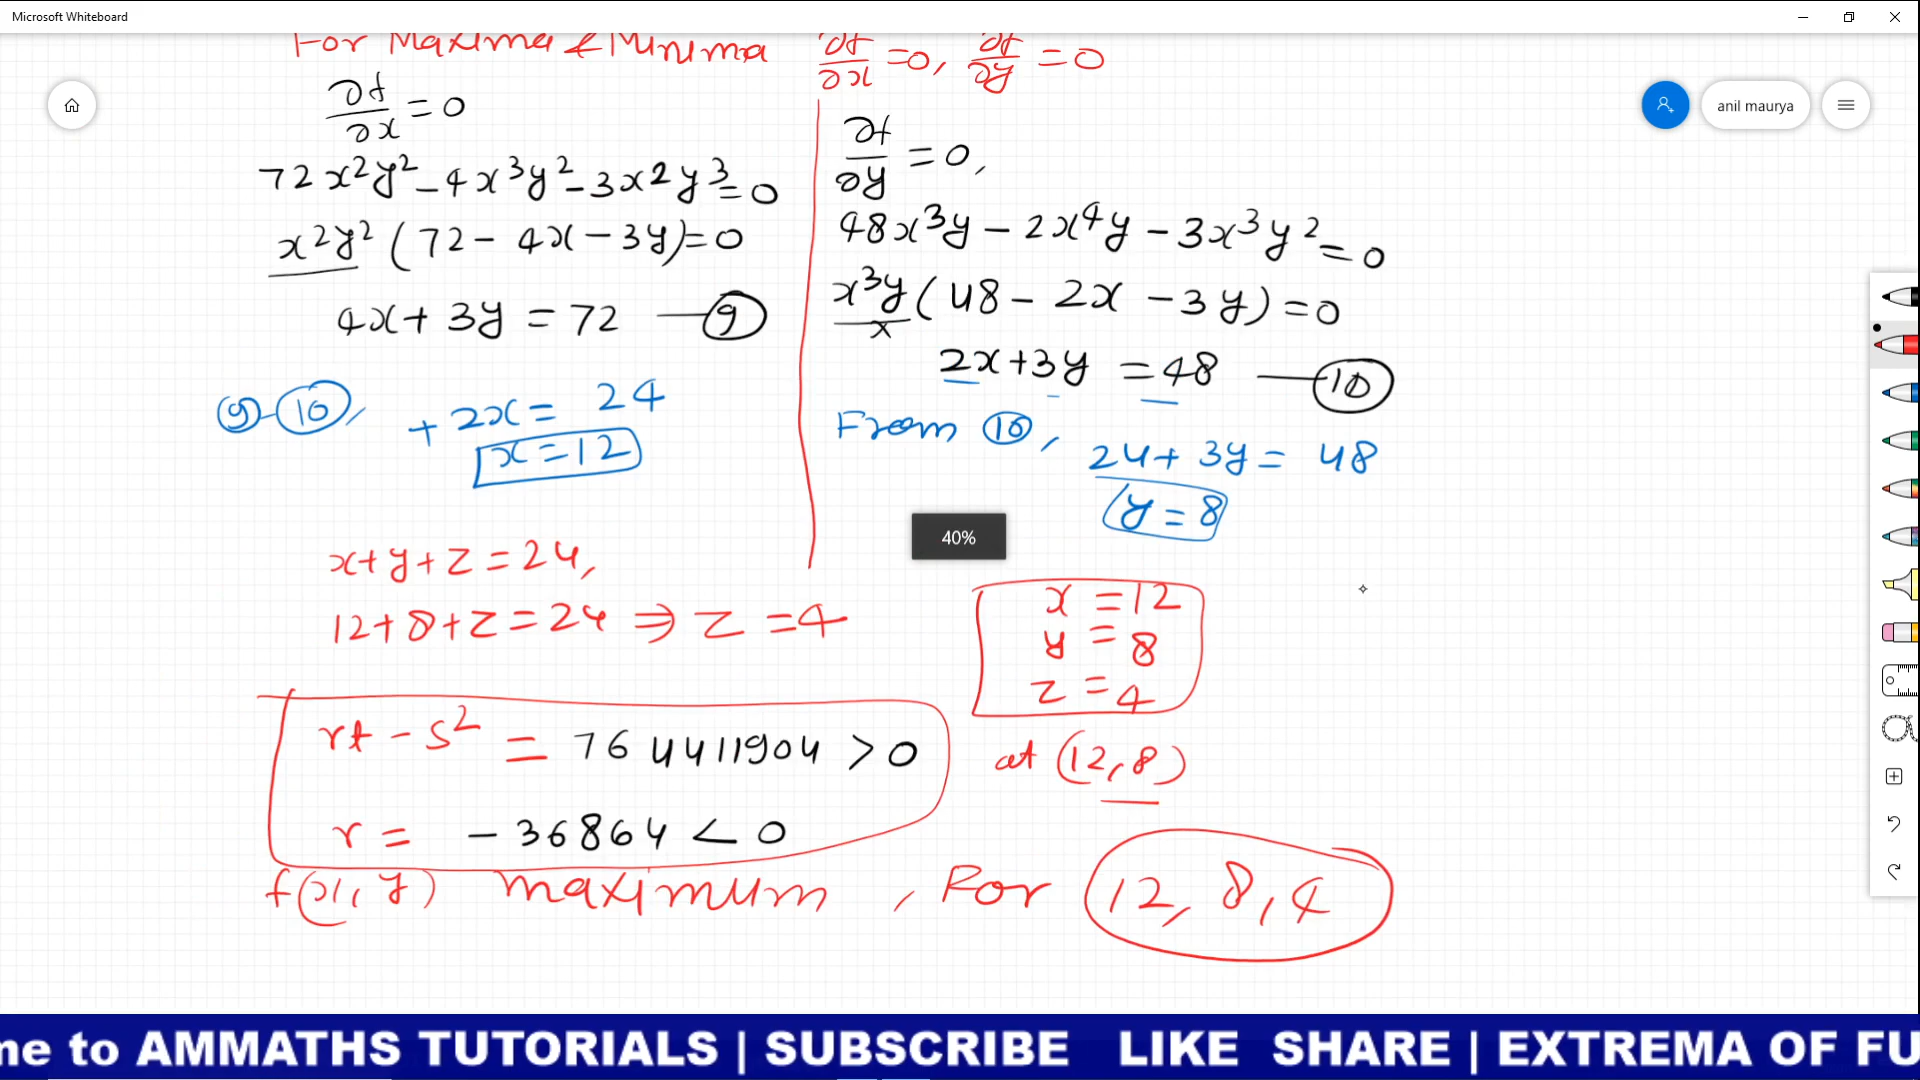 Microsoft Whiteboard
For Maxima & Minima ∂f/∂x = 0, ∂f/∂y = 0
anil maurya
∂f/∂x = 0
72x²y² - 4x³y² - 3x²y³ = 0
x²y² (72 - 4x - 3y) = 0
4x + 3y = 72 — (9)
(9) - (10), + 2x = 24
x = 12
∂f/∂y = 0,
48x³y - 2x⁴y - 3x³y² = 0
x³y (48 - 2x - 3y) = 0
x
2x + 3y = 48 — (10)
From (10), 24 + 3y = 48
y = 8
40%
x + y + z = 24,
12 + 8 + z = 24 ⇒ z = 4
x = 12
y = 8
z = 4
rt - s² = 764411904 > 0
at (12, 8)
r = - 36864 < 0
f(x, y) maximum, For 12, 8, 4
me to AMMATHS TUTORIALS | SUBSCRIBE LIKE SHARE | EXTREMA OF FU